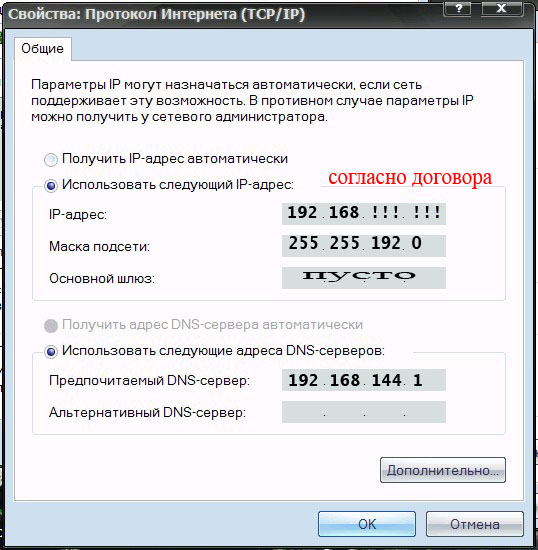 Свойства: Протокол Интернета (TCP/IP)
Общие
Параметры IP могут назначаться автоматически, если сеть
поддерживает эту возможность. В противном случае параметры IP
можно получить у сетевого администратора.
Получить IP-адрес автоматически
Использовать следующий IP-адрес: согласно договора
IP-адрес: 192 . 168 . !!! . !!!
Маска подсети: 255 . 255 . 192 . 0
Основной шлюз: пусто
Получить адрес DNS-сервера автоматически
Использовать следующие адреса DNS-серверов:
Предпочитаемый DNS-сервер: 192 . 168 . 144 . 1
Альтернативный DNS-сервер: . . .
Дополнительно...
OK Отмена